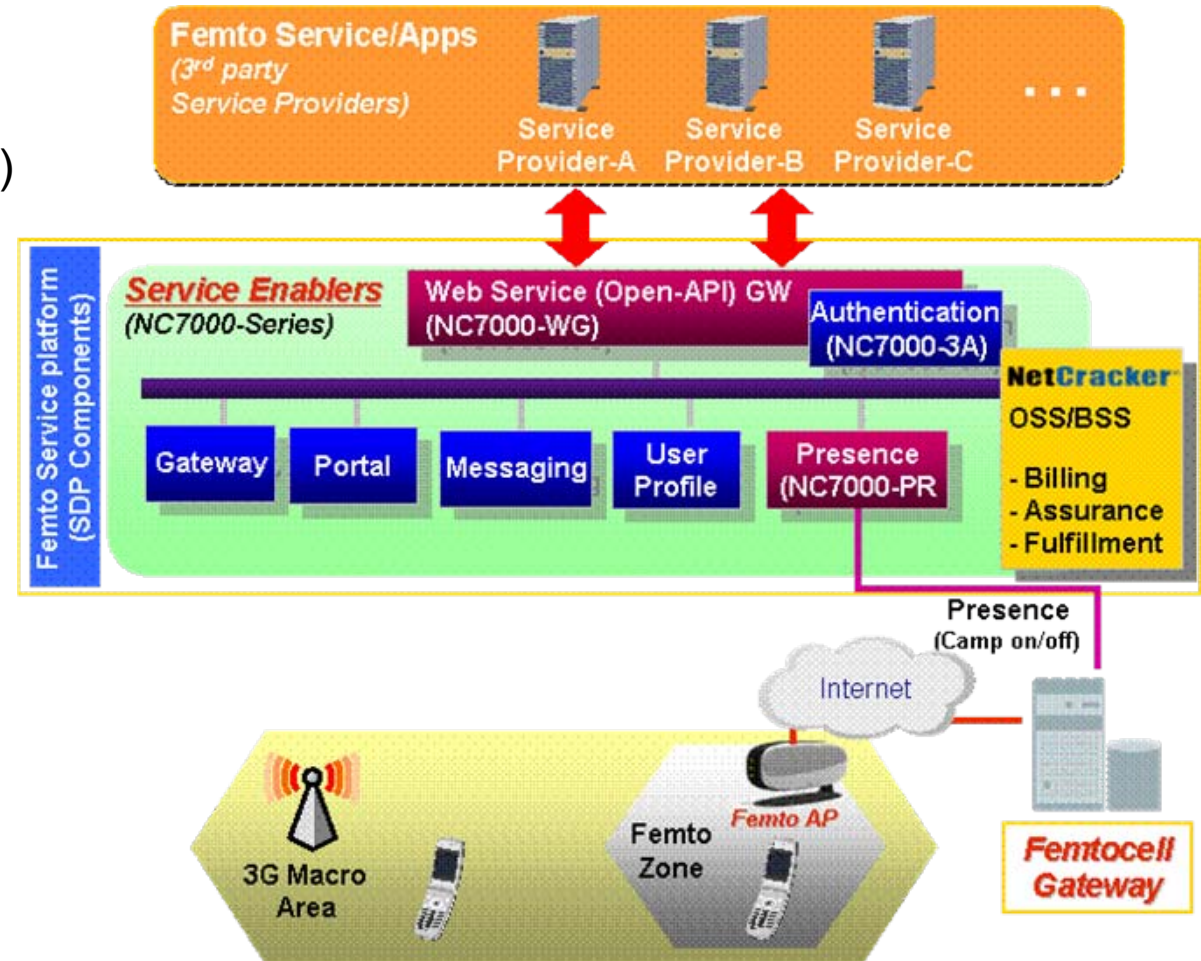 )
Femto Service/Apps
(3rd party
Service Providers)
Service
Provider-A
Service
Provider-B
Service
Provider-C
...
Femto Service platform
(SDP Components)
Service Enablers
(NC7000-Series)
Web Service (Open-API) GW
(NC7000-WG)
Authentication
(NC7000-3A)
NetCracker
OSS/BSS
- Billing
- Assurance
- Fulfillment
Gateway
Portal
Messaging
User
Profile
Presence
(NC7000-PR
Presence
(Camp on/off)
Internet
Femto AP
Femto
Zone
3G Macro
Area
Femtocell
Gateway